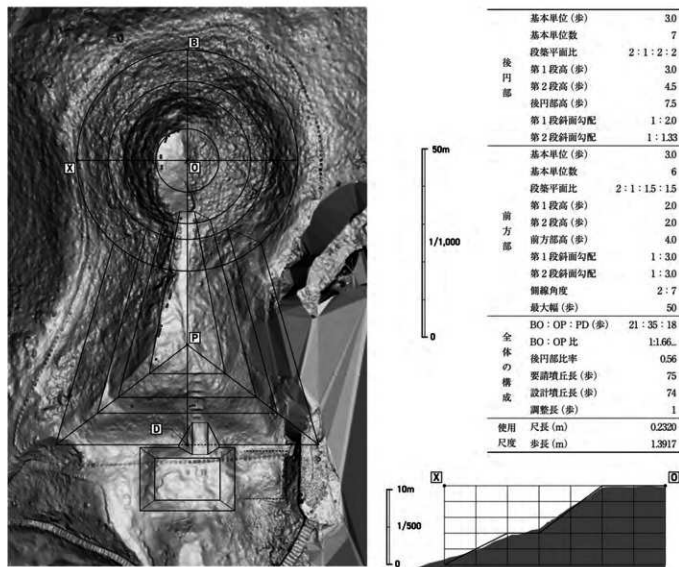 B
X
O
P
D
50m
1/1,000
0
後円部
基本単位(歩) 3.0
基本単位数 7
段築平面比 2:1:2:2
第1段高(歩) 3.0
第2段高(歩) 4.5
後円部高(歩) 7.5
第1段斜面勾配 1:2.0
第2段斜面勾配 1:1.33
前方部
基本単位(歩) 3.0
基本単位数 6
段築平面比 2:1:1.5:1.5
第1段高(歩) 2.0
第2段高(歩) 2.0
前方部高(歩) 4.0
第1段斜面勾配 1:3.0
第2段斜面勾配 1:3.0
側線角度 2:7
最大幅(歩) 50
全体の構成
BO:OP:PD(歩) 21:35:18
BO:OP比 1:1.66...
後円部比率 0.56
要請墳丘長(歩) 75
設計墳丘長(歩) 74
調整長(歩) 1
使用尺度
尺長(m) 0.2320
歩長(m) 1.3917
X
O
10m
1/500
0